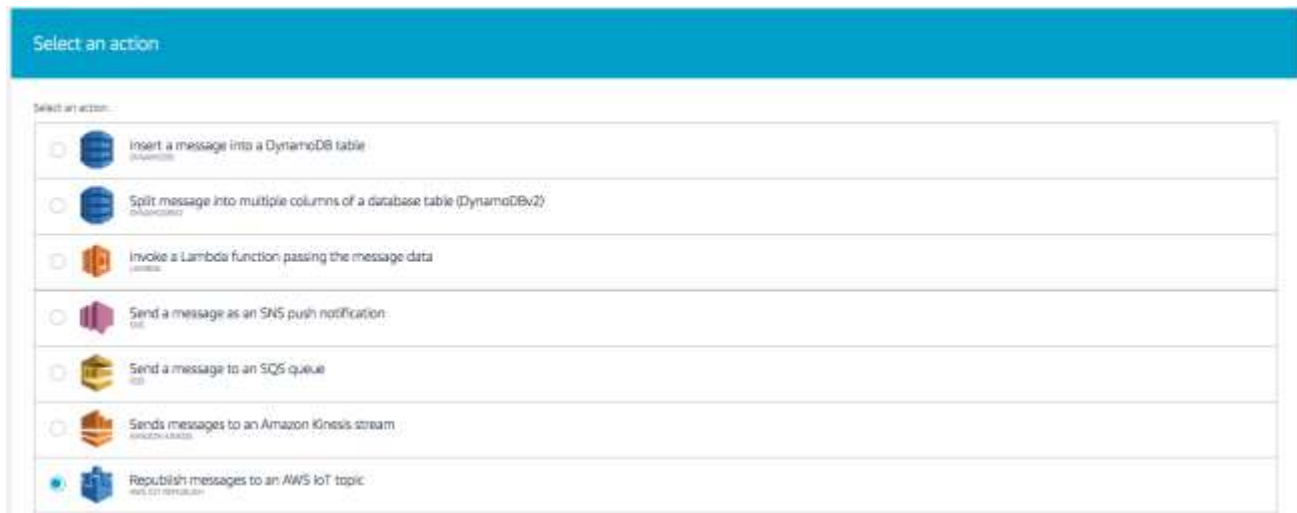 Select an action
Select an action.
Insert a message into a DynamoDB table
DYNAMODB
Split message into multiple columns of a database table (DynamoDBv2)
DYNAMODBV2
Invoke a Lambda function passing the message data
LAMBDA
Send a message as an SNS push notification
SNS
Send a message to an SQS queue
SQS
Sends messages to an Amazon Kinesis stream
AMAZON KINESIS
Republish messages to an AWS IoT topic
AWS IOT REPUBLISH